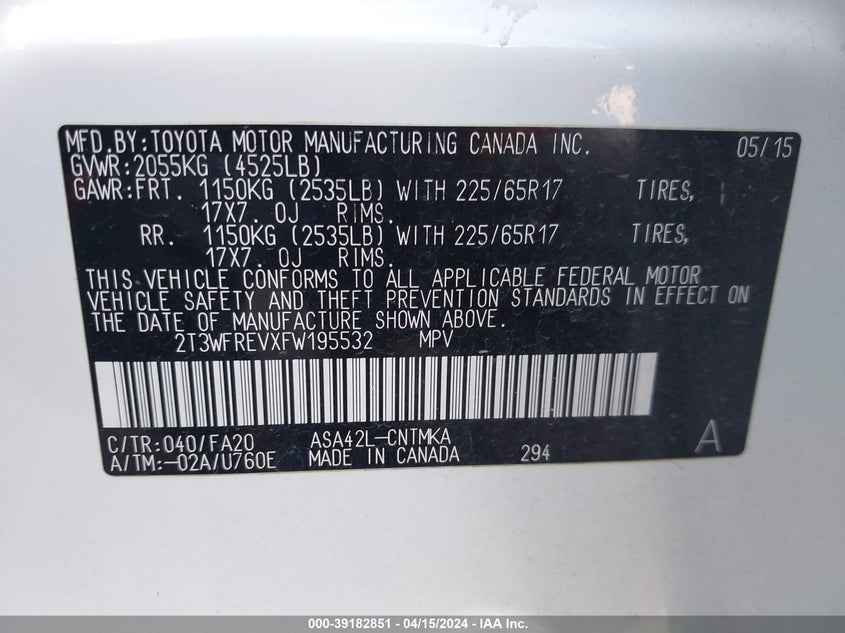 MFD.BY:TOYOTA MOTOR MANUFACTURING CANADA INC. 05/15
GVWR:2055KG (4525LB)
GAWR:FRT. 1150KG (2535LB) WITH 225/65R17 TIRES,
17X7. 0J RIMS.
RR. 1150KG (2535LB) WITH 225/65R17 TIRES,
17X7. 0J RIMS.
THIS VEHICLE CONFORMS TO ALL APPLICABLE FEDERAL MOTOR
VEHICLE SAFETY AND THEFT PREVENTION STANDARDS IN EFFECT ON
THE DATE OF MANUFACTURE SHOWN ABOVE.
2T3WFREVXFW195532 MPV
C/TR:040/FA20 ASA42L-CNTMKA A
A/TM:-02A/U760E MADE IN CANADA 294
000-39182851 - 04/15/2024 - IAAI Inc.